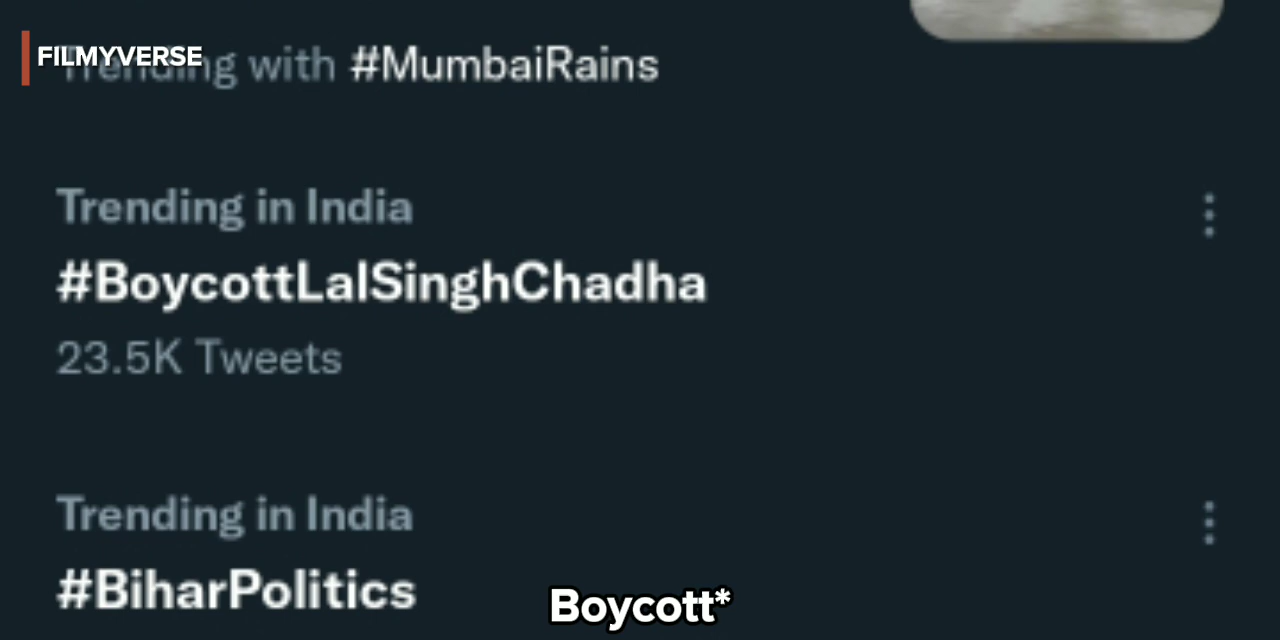 FILMYVERSE
Trending with #MumbaiRains
Trending in India
#BoycottLalSinghChadha
23.5K Tweets
Trending in India
#BiharPolitics
Boycott*